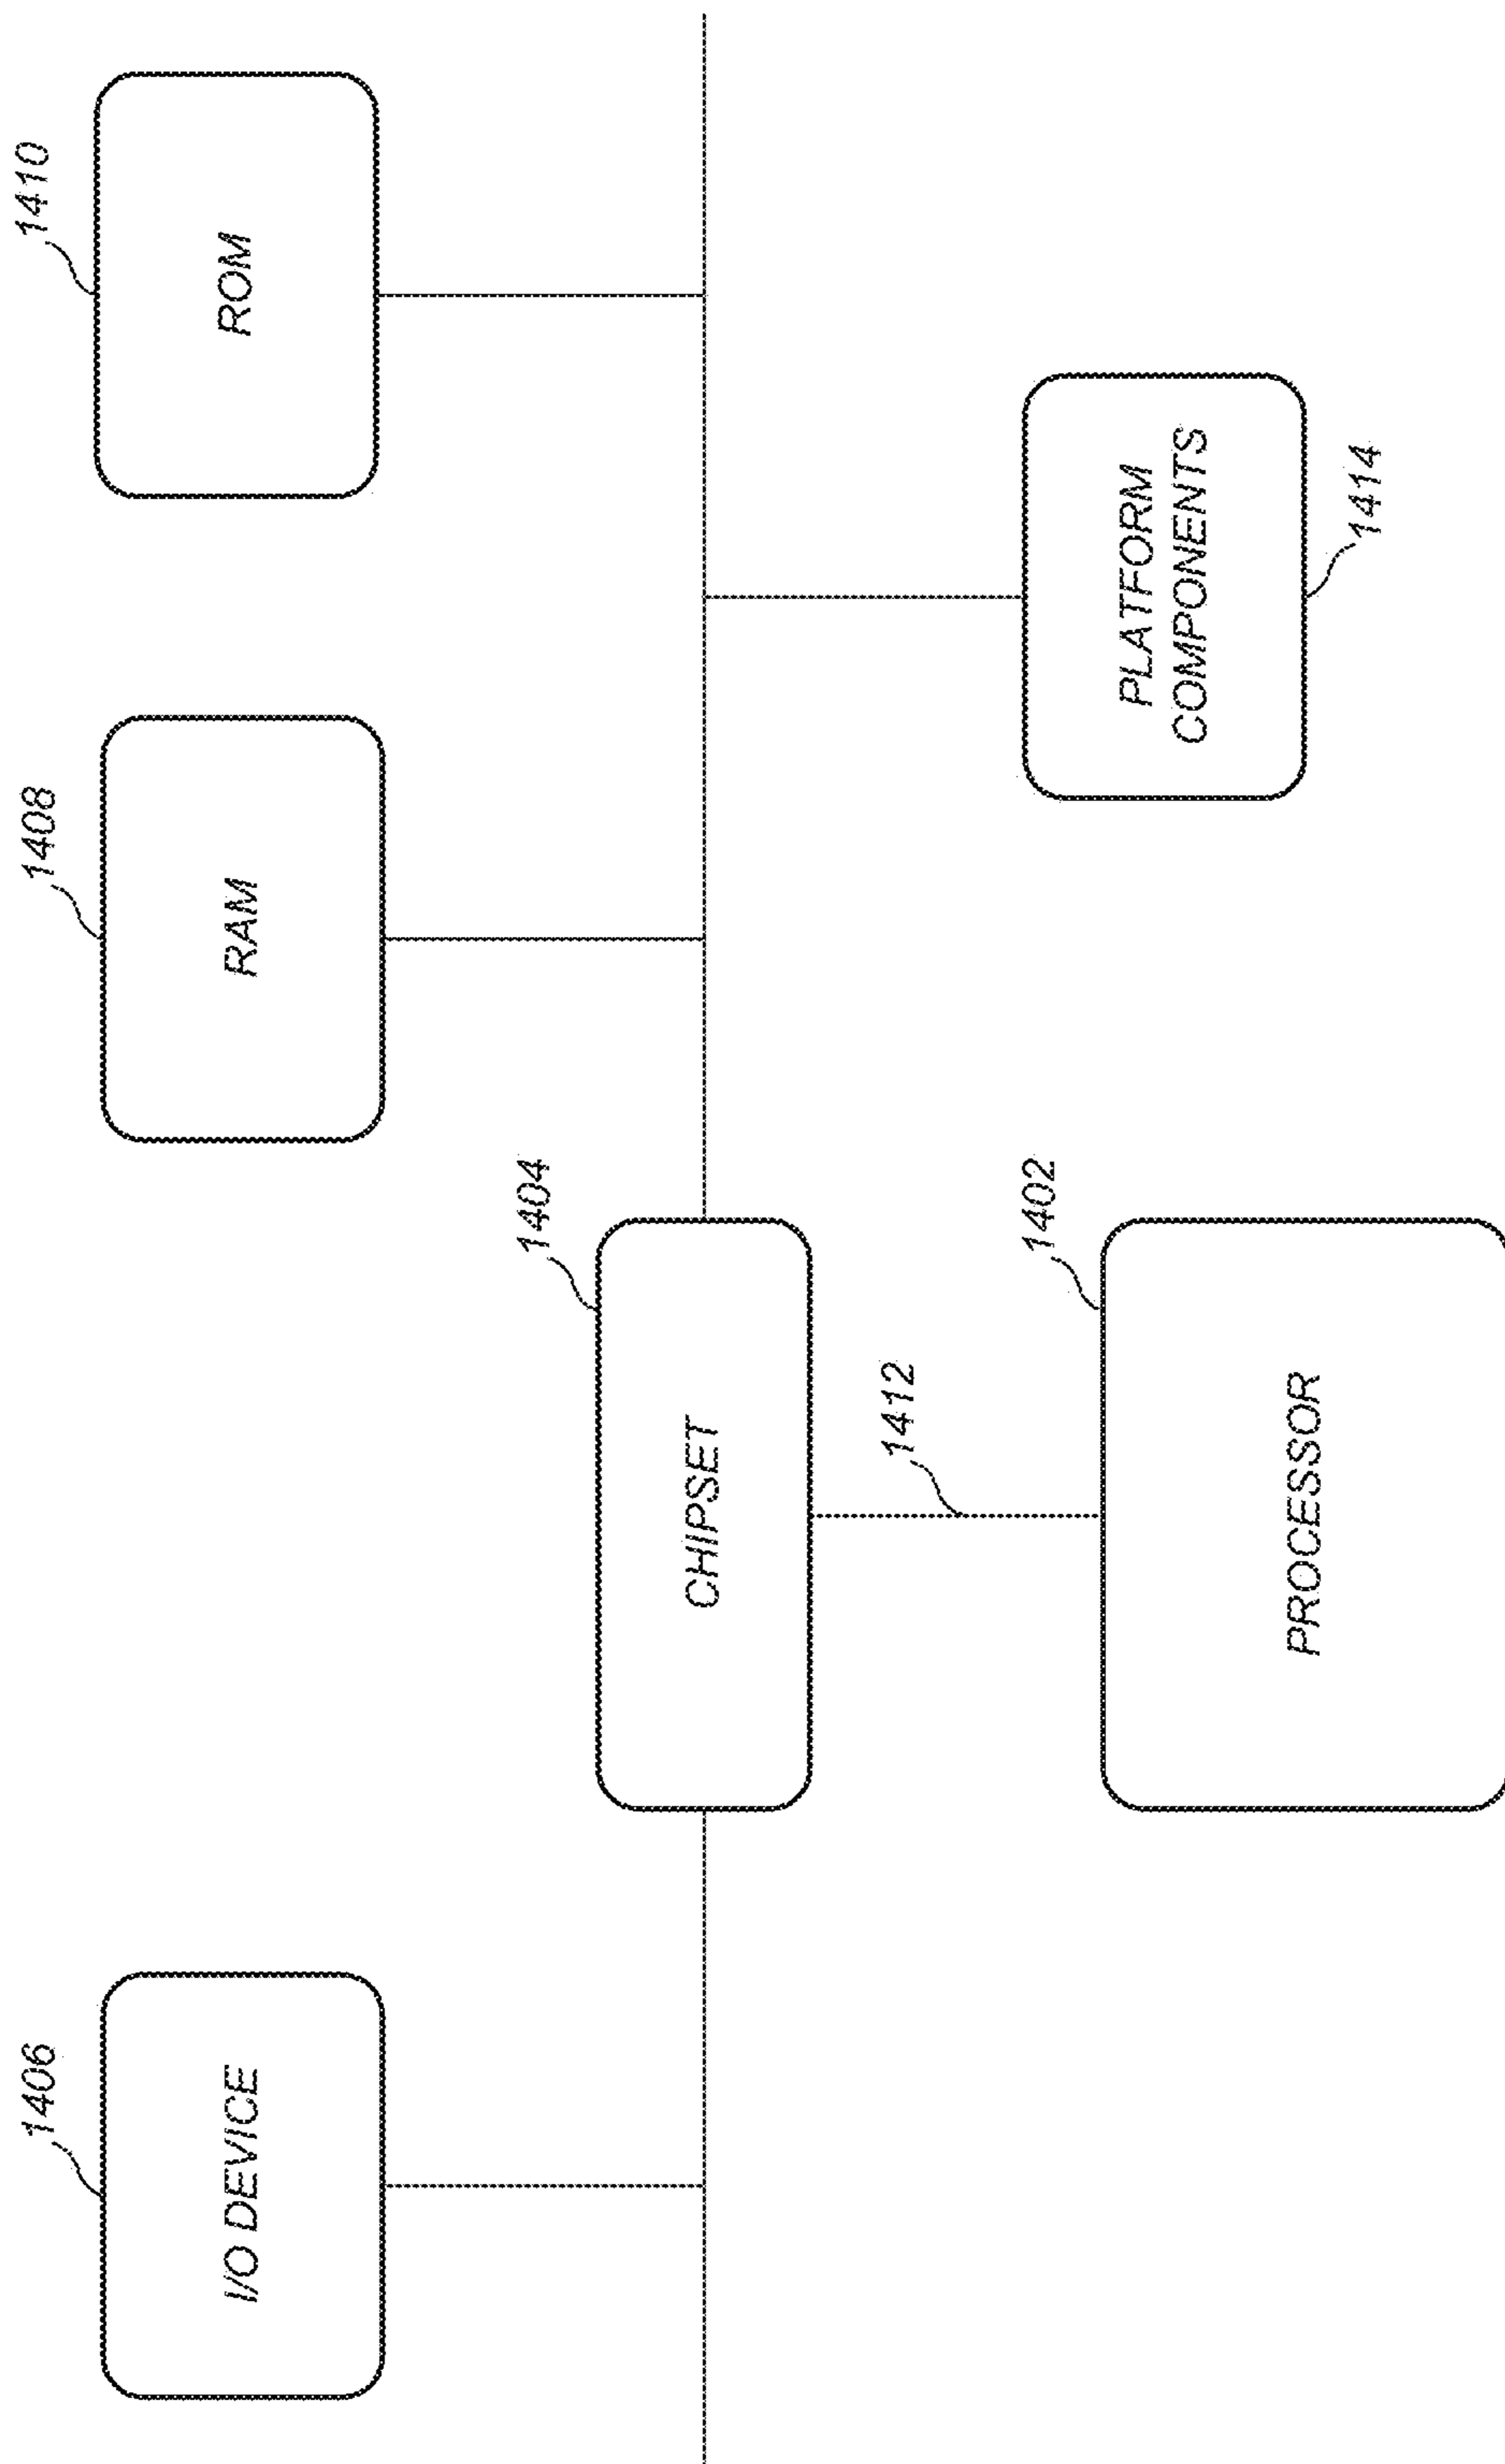 1406
1408
1410
I/O DEVICE
RAM
ROM
1404
CHIPSET
1412
1402
PLATFORM
COMPONENTS
PROCESSOR
1414